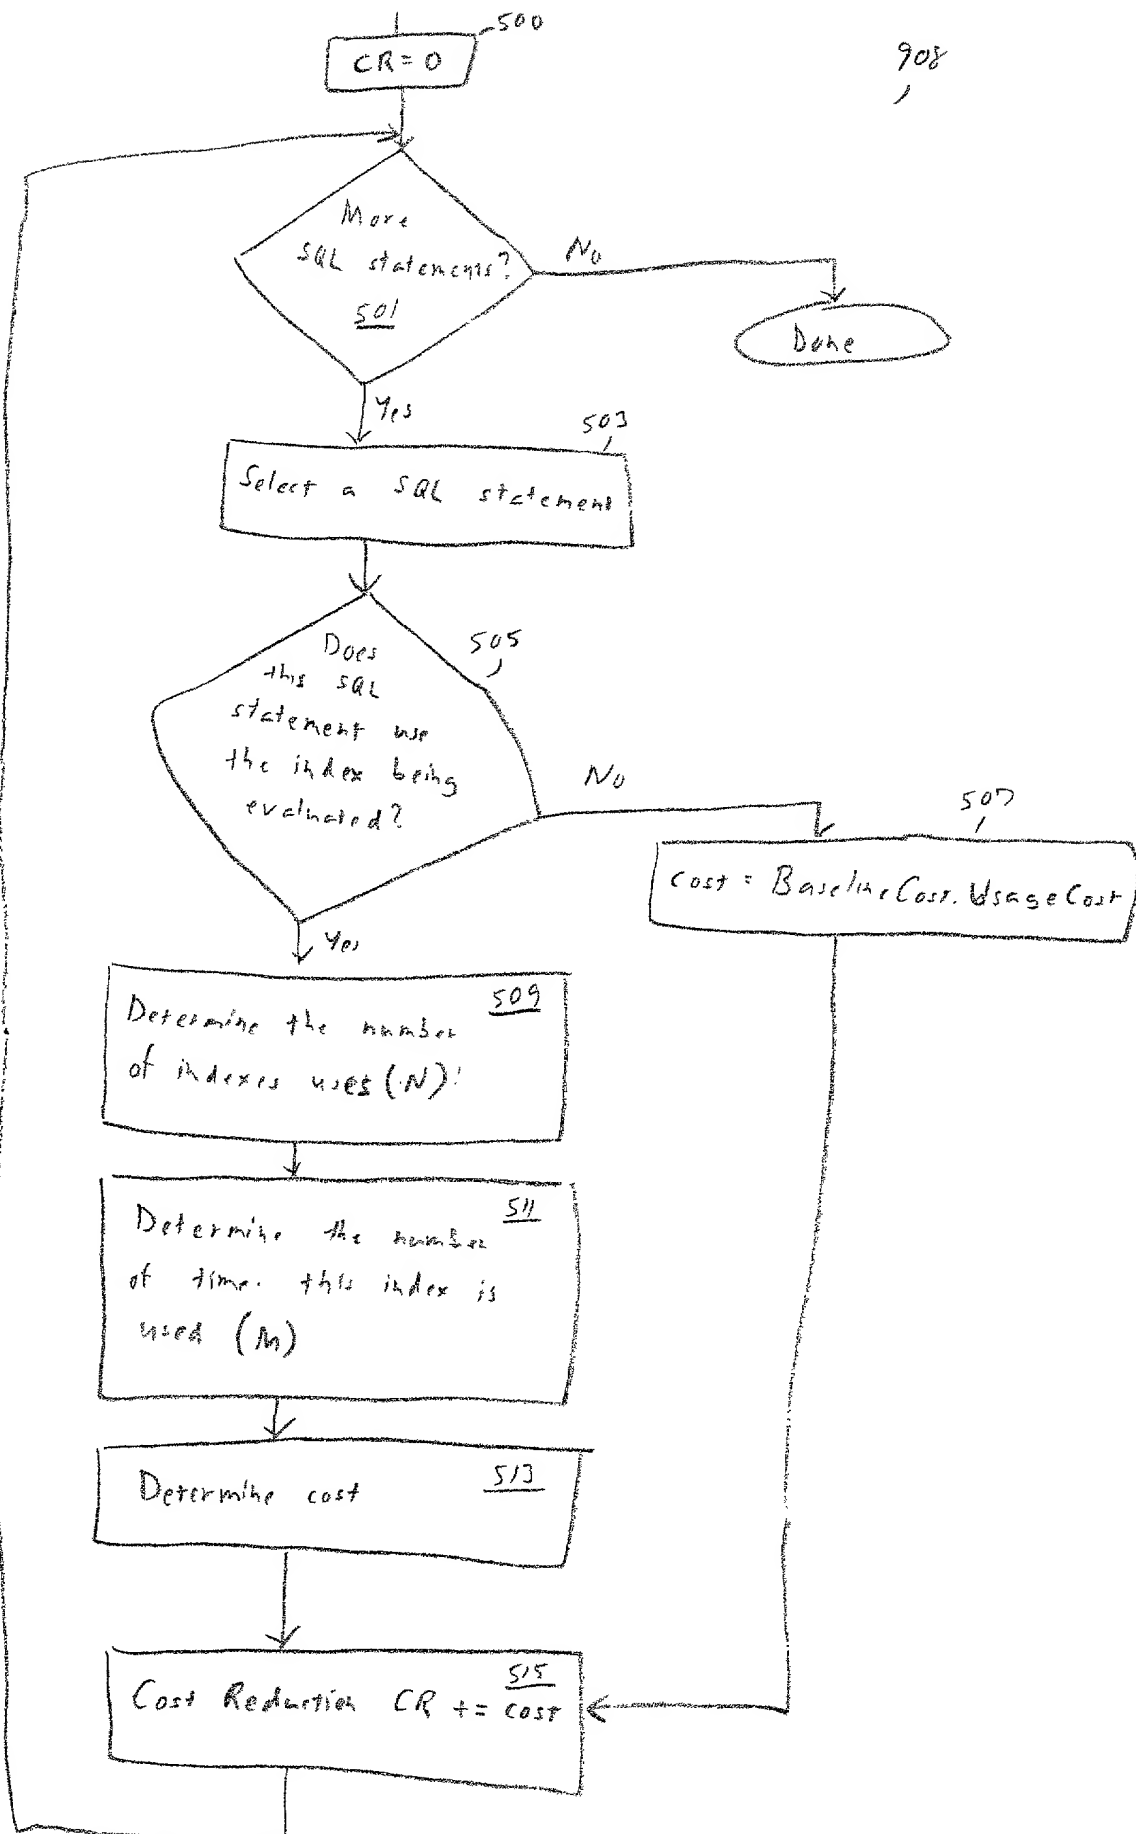 500
CR = 0
908
More
SQL statements?
501
No
Done
Yes
503
Select a SQL statement
Does
this SQL
statement use
the index being
evaluated?
505
No
507
cost = BaselineCost.UsageCost
Yes
509
Determine the number
of indexes uses (N)
511
Determine the number
of time. this index is
used (M)
Determine cost 513
515
Cost Reduction CR += cost